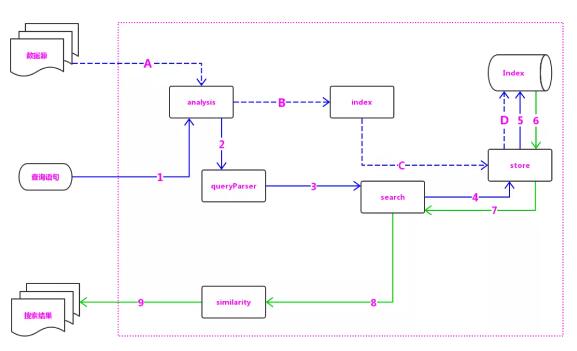 数据源
A
Index
analysis
B
index
D
5
6
2
C
store
查询语句
1
queryParser
3
search
4
7
搜索结果
9
similarity
8